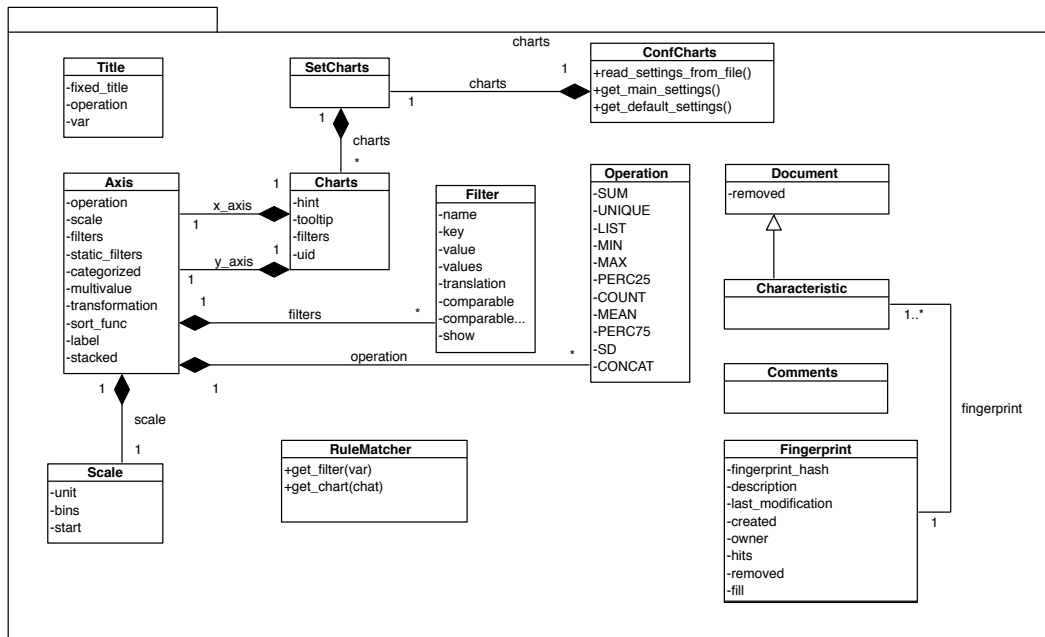 charts
Title
-fixed_title
-operation
-var
SetCharts
1
charts
1
ConfCharts
+read_settings_from_file()
+get_main_settings()
+get_default_settings()
1
charts
*
Axis
-operation
-scale
-filters
-static_filters
-categorized
-multivalue
-transformation
-sort_func
-label
-stacked
1
x_axis
1
1
y_axis
1
Charts
-hint
-tooltip
-filters
-uid
1
filters
*
operation
1
*
Filter
-name
-key
-value
-values
-translation
-comparable
-comparable...
-show
Operation
-SUM
-UNIQUE
-LIST
-MIN
-MAX
-PERC25
-COUNT
-MEAN
-PERC75
-SD
-CONCAT
Document
-removed
Characteristic
1..*
Comments
fingerprint
1
scale
1
Scale
-unit
-bins
-start
RuleMatcher
+get_filter(var)
+get_chart(chat)
Fingerprint
-fingerprint_hash
-description
-last_modification
-created
-owner
-hits
-removed
-fill
1